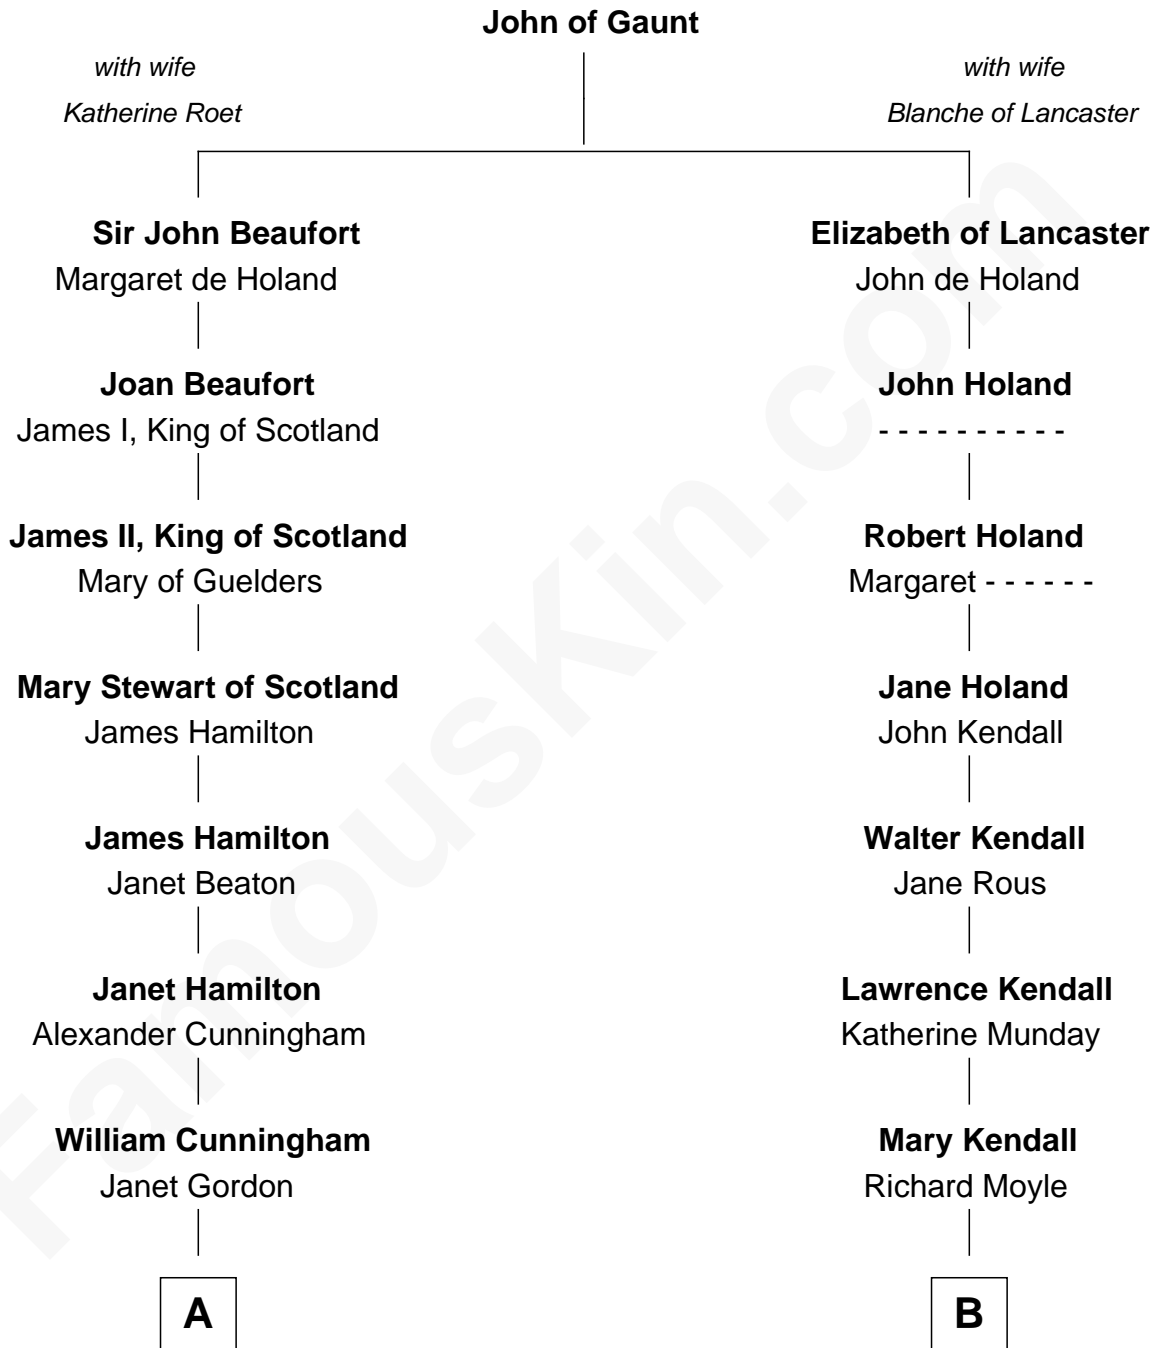 John of Gaunt
with wife
Katherine Roet
with wife
Blanche of Lancaster
Sir John Beaufort
Margaret de Holand
Elizabeth of Lancaster
John de Holand
Joan Beaufort
James I, King of Scotland
John Holand
- - - - - - - - - -
James II, King of Scotland
Mary of Guelders
Robert Holand
Margaret - - - - - -
Mary Stewart of Scotland
James Hamilton
Jane Holand
John Kendall
James Hamilton
Janet Beaton
Walter Kendall
Jane Rous
Janet Hamilton
Alexander Cunningham
Lawrence Kendall
Katherine Munday
William Cunningham
Janet Gordon
Mary Kendall
Richard Moyle
A
B
FamousKin.com